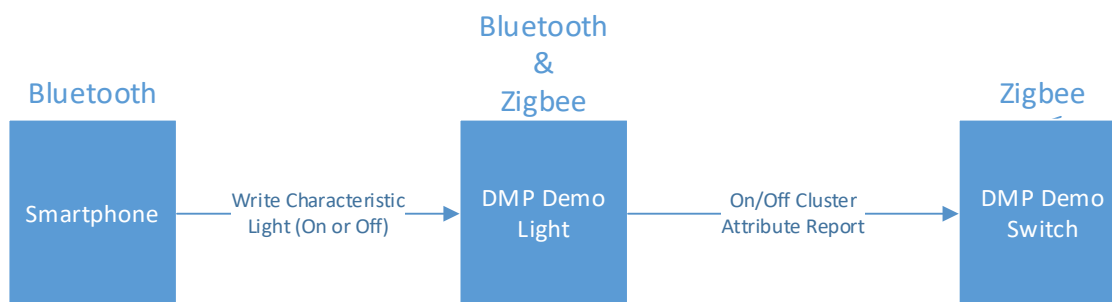 Bluetooth
Smartphone
Write Characteristic
Light (On or Off)
Bluetooth
&
Zigbee
DMP Demo
Light
On/Off Cluster
Attribute Report
Zigbee
DMP Demo
Switch